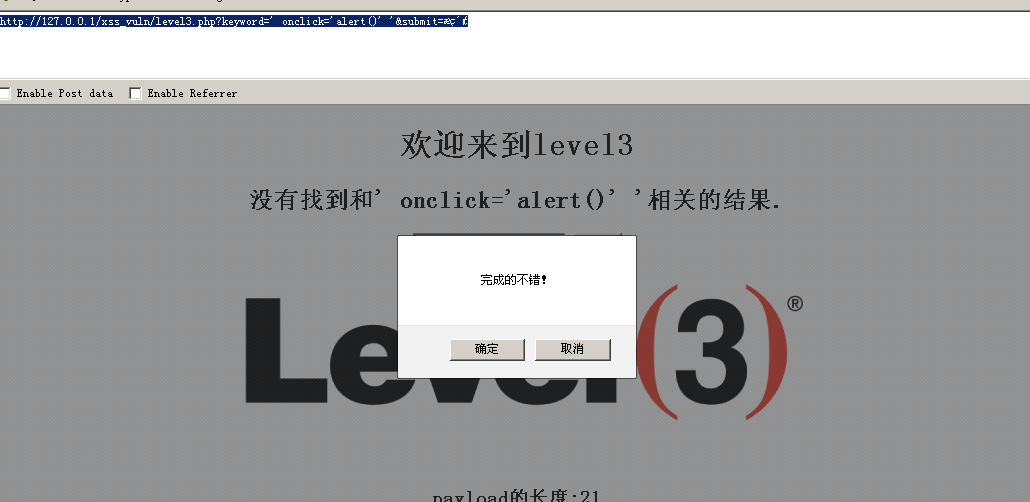 http://127.0.0.1/xss_vuln/level3.php?keyword=' onclick='alert()' '&submit=
Enable Post data Enable Referrer
欢迎来到level3
没有找到和' onclick='alert()' '相关的结果.
完成的不错!
确定 取消
Level(3)®
payload的长度:21